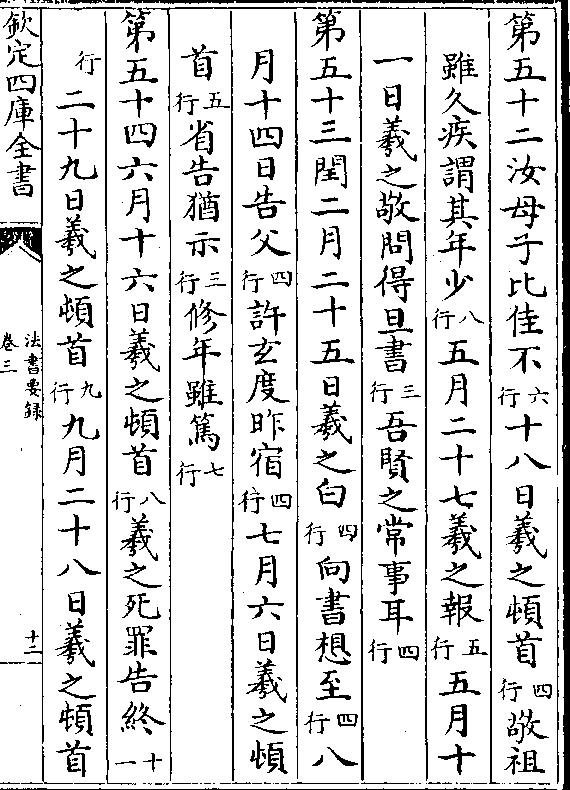 第五十二汝母子比佳不六行十八日羲之頓首四行敬祖
雖久疾謂其年少八行五月二十七羲之報五行五月十
一日羲之敬問得旦書三行吾賢之常事耳四行
第五十三閏二月二十五日羲之白四行向書想至四行八
月十四日告父四行許玄度昨宿四行七月六日羲之頓
首五行省告猶示三行修年雖篤七行
第五十四六月十六日羲之頓首八行羲之死罪告終十一
行二十九日羲之頓首九行九月二十八日羲之頓首
欽定四庫全書
法書要録
卷三
十三